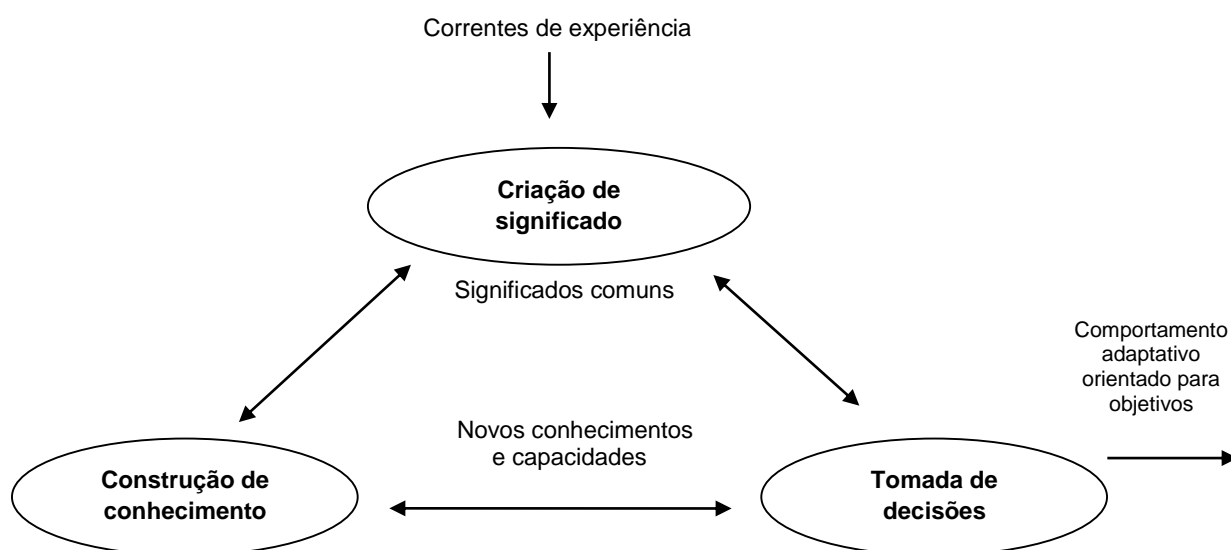 Correntes de experiência
Criação de
significado
Significados comuns
Comportamento
adaptativo
orientado para
objetivos
Novos conhecimentos
e capacidades
Construção de
conhecimento
Tomada de
decisões